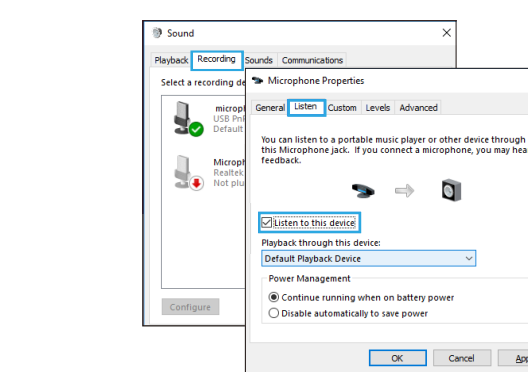 Sound
Playback Recording Sounds Communications
Select a recording de
microp
USB PnP
Default
Microph
Realtek
Not plu
Configure
Microphone Properties
General Listen Custom Levels Advanced
You can listen to a portable music player or other device through
this Microphone jack. If you connect a microphone, you may hea
feedback.
Listen to this device
Playback through this device:
Default Playback Device
Power Management
Continue running when on battery power
Disable automatically to save power
OK Cancel App